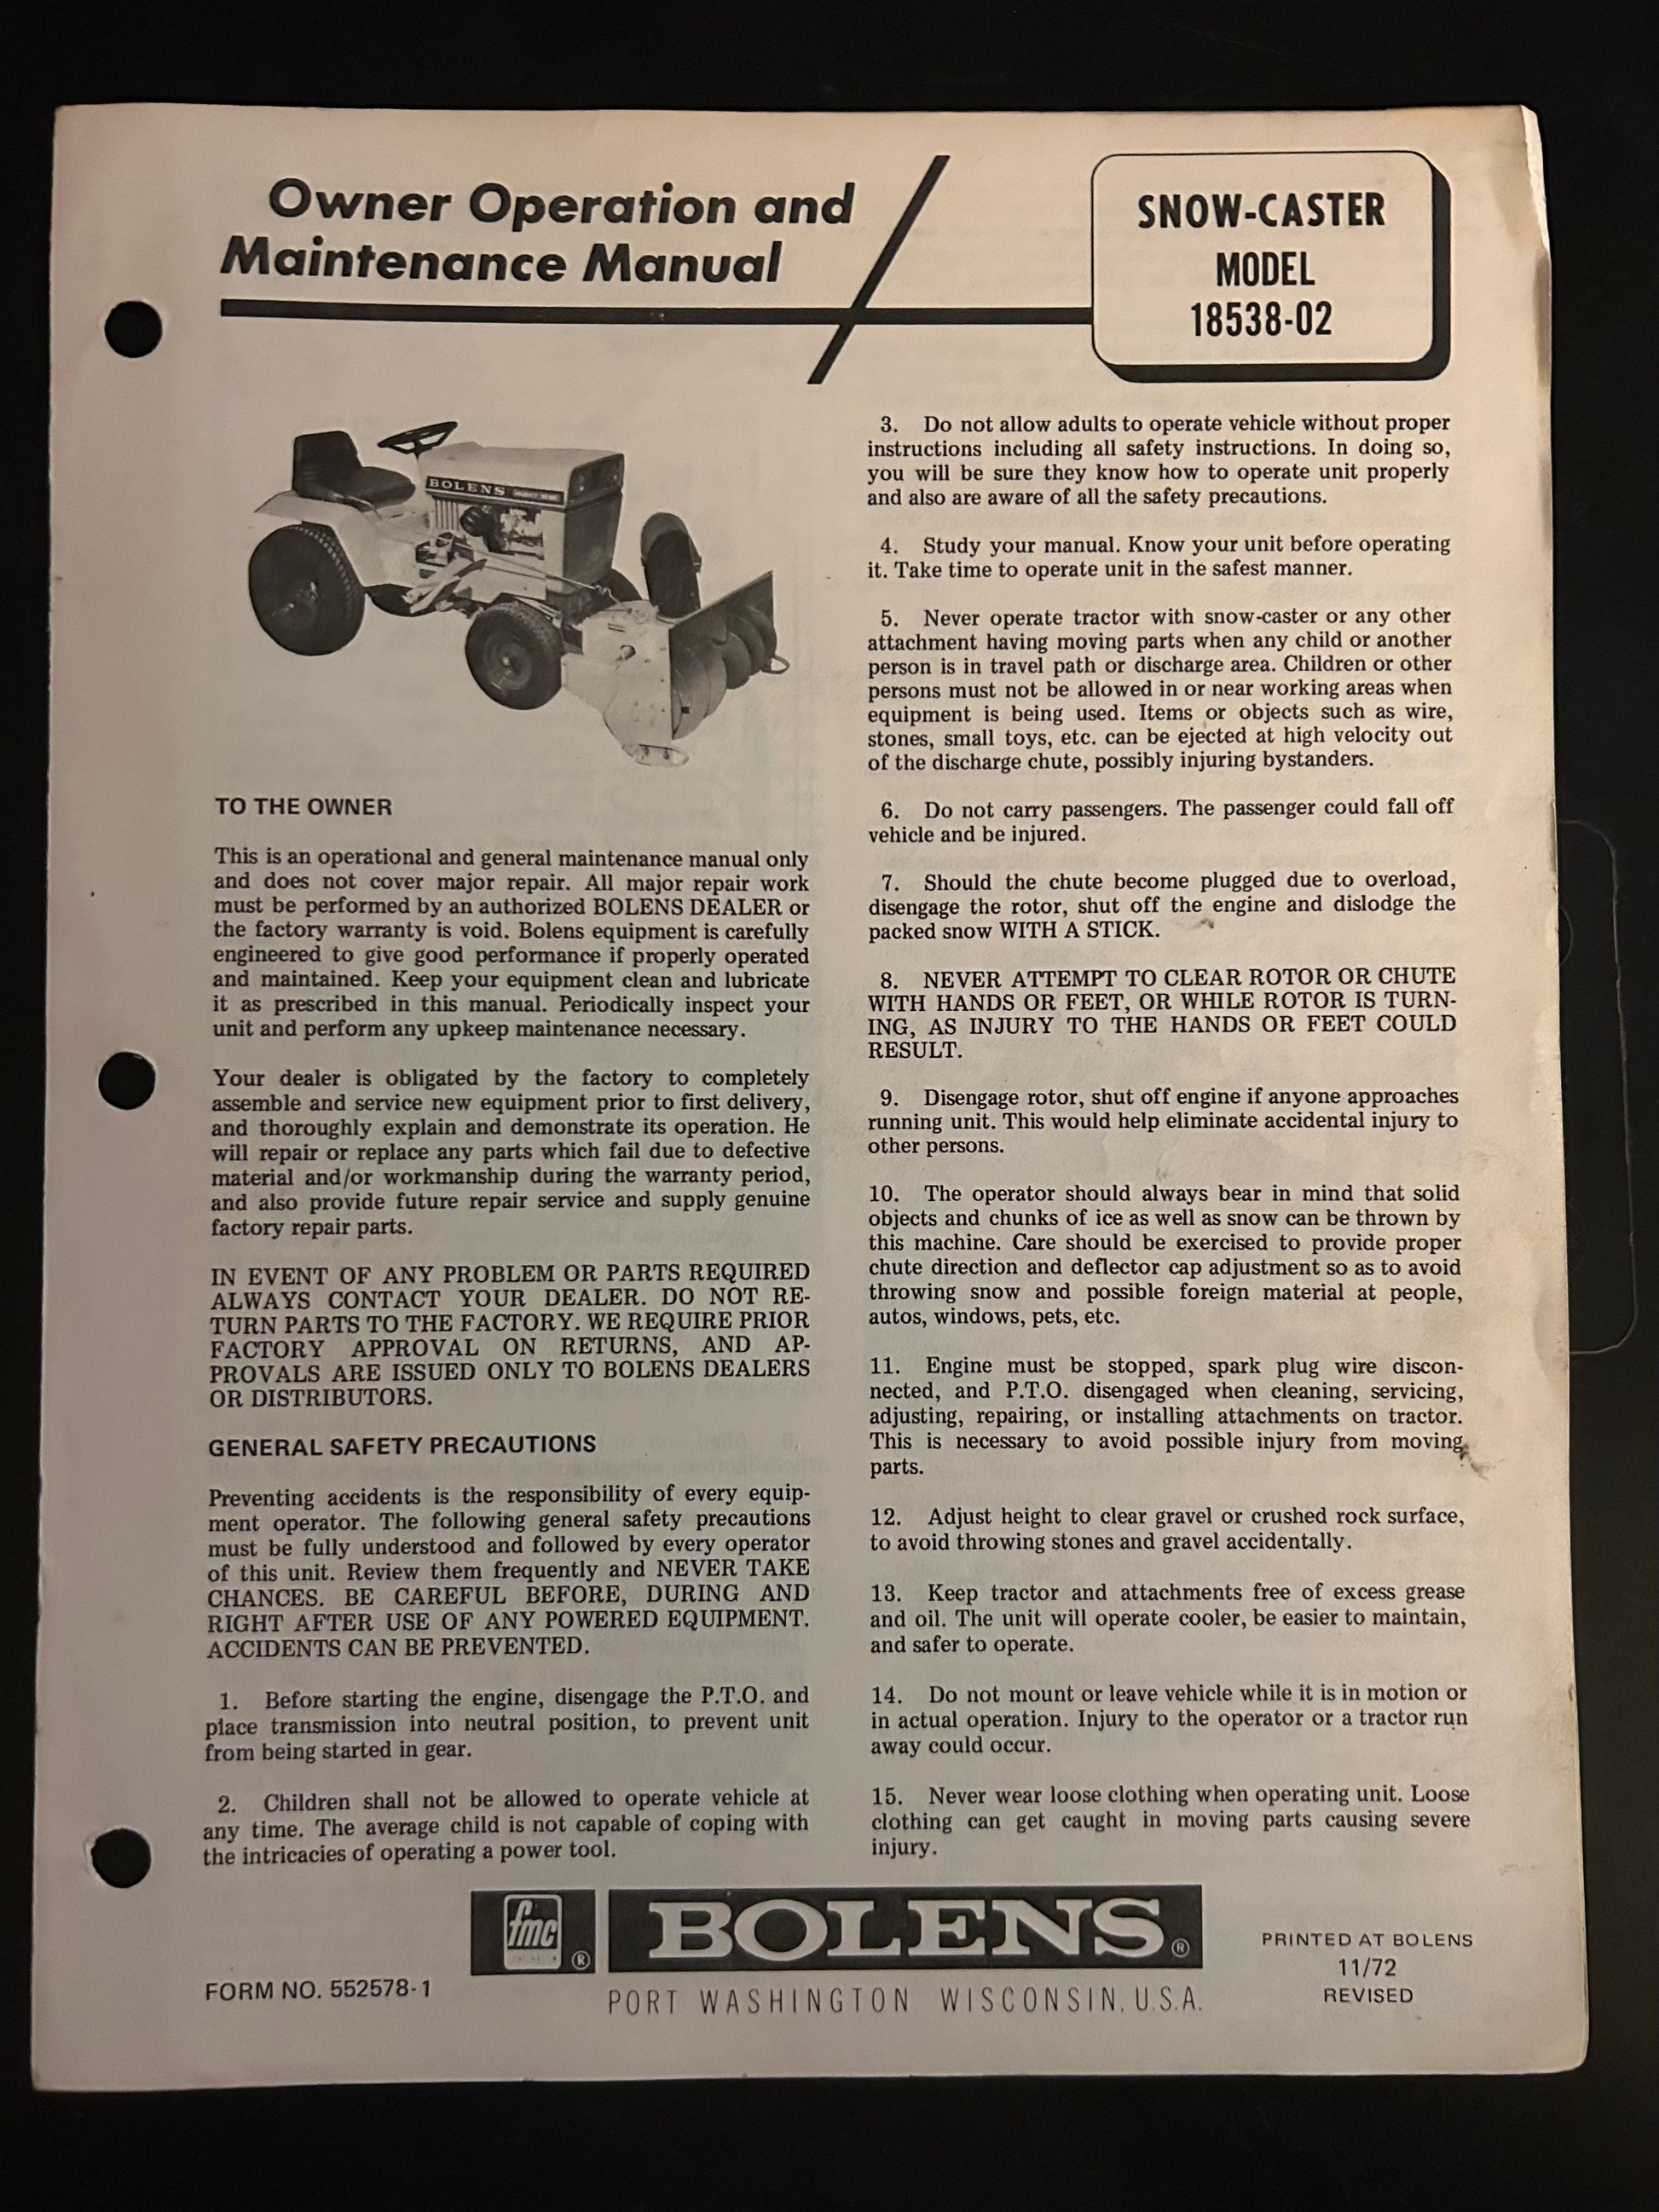 Owner Operation and
Maintenance Manual
SNOW-CASTER
MODEL
18538-02
BOLENS
TO THE OWNER
This is an operational and general maintenance manual only
and does not cover major repair. All major repair work
must be performed by an authorized BOLENS DEALER or
the factory warranty is void. Bolens equipment is carefully
engineered to give good performance if properly operated
and maintained. Keep your equipment clean and lubricate
it as prescribed in this manual. Periodically inspect your
unit and perform any upkeep maintenance necessary.
Your dealer is obligated by the factory to completely
assemble and service new equipment prior to first delivery,
and thoroughly explain and demonstrate its operation. He
will repair or replace any parts which fail due to defective
material and/or workmanship during the warranty period,
and also provide future repair service and supply genuine
factory repair parts.
IN EVENT OF ANY PROBLEM OR PARTS REQUIRED
ALWAYS CONTACT YOUR DEALER. DO NOT RE-
TURN PARTS TO THE FACTORY. WE REQUIRE PRIOR
FACTORY APPROVAL ON RETURNS, AND AP-
PROVALS ARE ISSUED ONLY TO BOLENS DEALERS
OR DISTRIBUTORS.
GENERAL SAFETY PRECAUTIONS
Preventing accidents is the responsibility of every equip-
ment operator. The following general safety precautions
must be fully understood and followed by every operator
of this unit. Review them frequently and NEVER TAKE
CHANCES. BE CAREFUL BEFORE, DURING AND
RIGHT AFTER USE OF ANY POWERED EQUIPMENT.
ACCIDENTS CAN BE PREVENTED.
1. Before starting the engine, disengage the P.T.O. and
place transmission into neutral position, to prevent unit
from being started in gear.
2. Children shall not be allowed to operate vehicle at
any time. The average child is not capable of coping with
the intricacies of operating a power tool.
3. Do not allow adults to operate vehicle without proper
instructions including all safety instructions. In doing so,
you will be sure they know how to operate unit properly
and also are aware of all the safety precautions.
4. Study your manual. Know your unit before operating
it. Take time to operate unit in the safest manner.
5. Never operate tractor with snow-caster or any other
attachment having moving parts when any child or another
person is in travel path or discharge area. Children or other
persons must not be allowed in or near working areas when
equipment is being used. Items or objects such as wire,
stones, small toys, etc. can be ejected at high velocity out
of the discharge chute, possibly injuring bystanders.
6. Do not carry passengers. The passenger could fall off
vehicle and be injured.
7. Should the chute become plugged due to overload,
disengage the rotor, shut off the engine and dislodge the
packed snow WITH A STICK.
8. NEVER ATTEMPT TO CLEAR ROTOR OR CHUTE
WITH HANDS OR FEET, OR WHILE ROTOR IS TURN-
ING, AS INJURY TO THE HANDS OR FEET COULD
RESULT.
9. Disengage rotor, shut off engine if anyone approaches
running unit. This would help eliminate accidental injury to
other persons.
10. The operator should always bear in mind that solid
objects and chunks of ice as well as snow can be thrown by
this machine. Care should be exercised to provide proper
chute direction and deflector cap adjustment so as to avoid
throwing snow and possible foreign material at people,
autos, windows, pets, etc.
11. Engine must be stopped, spark plug wire discon-
nected, and P.T.O. disengaged when cleaning, servicing,
adjusting, repairing, or installing attachments on tractor.
This is necessary to avoid possible injury from moving
parts.
12. Adjust height to clear gravel or crushed rock surface,
to avoid throwing stones and gravel accidentally.
13. Keep tractor and attachments free of excess grease
and oil. The unit will operate cooler, be easier to maintain,
and safer to operate.
14. Do not mount or leave vehicle while it is in motion or
in actual operation. Injury to the operator or a tractor run
away could occur.
15. Never wear loose clothing when operating unit. Loose
clothing can get caught in moving parts causing severe
injury.
FORM NO. 552578-1
fmc ®
BOLENS®
PORT WASHINGTON WISCONSIN, U.S.A.
PRINTED AT BOLENS
11/72
REVISED